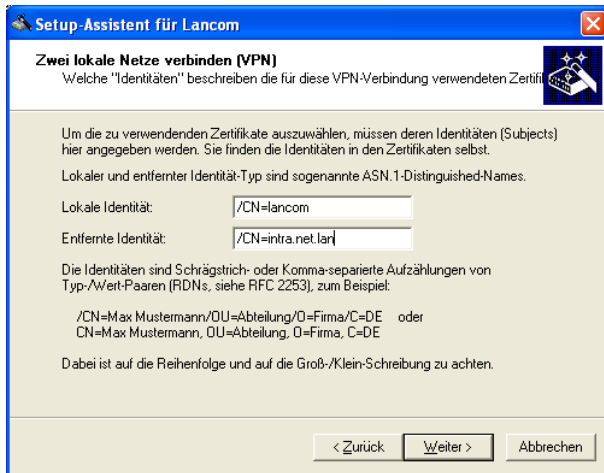 Setup-Assistent für Lancom
Zwei lokale Netze verbinden (VPN)
Welche "Identitäten" beschreiben die für diese VPN-Verbindung verwendeten
Um die zu verwendenden Zertifikate auszuwählen, müssen deren Identitäten (Subjects)
hier angegeben werden. Sie finden die Identitäten in den Zertifikaten selbst.
Lokaler und entfernter Identität-Typ sind sogenannte ASN.1-Distinguished-Names.
Lokale Identität: /CN=lancom
Entfernte Identität: /CN=intra.net.lan
Die Identitäten sind Schrägstrich- oder Komma-separierte Aufzählungen von
Typ-/Wert-Paaren (RDNs, siehe RFC 2253), zum Beispiel:
/CN=Max Mustermann/OU=Abteilung/O=Firma/C=DE oder
CN=Max Mustermann, OU=Abteilung, O=Firma, C=DE
Dabei ist auf die Reihenfolge und auf die Groß-/Klein-Schreibung zu achten.
< Zurück Weiter > Abbrechen